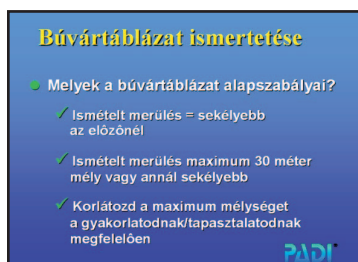 Búvártáblázat ismertetése
Melyek a búvártáblázat alapszabályai?
Ismételt merülés = sekélyebb
az elôzônél
Ismételt merülés maximum 30 méter
mély vagy annál sekélyebb
Korlátozd a maximum mélységet
a gyakorlatodnak/tapasztalatodnak
megfelelôen
PADI